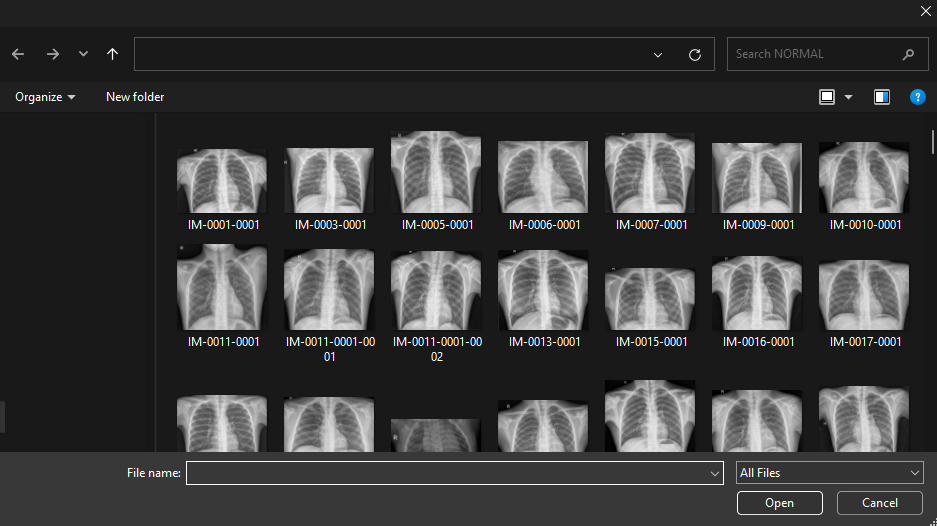 Search NORMAL
Organize
New folder
?
IM-0001-0001
IM-0003-0001
IM-0005-0001
IM-0006-0001
IM-0007-0001
IM-0009-0001
IM-0010-0001
IM-0011-0001
IM-0011-0001-0001
IM-0011-0001-0002
IM-0013-0001
IM-0015-0001
IM-0016-0001
IM-0017-0001
File name:
All Files
Open
Cancel